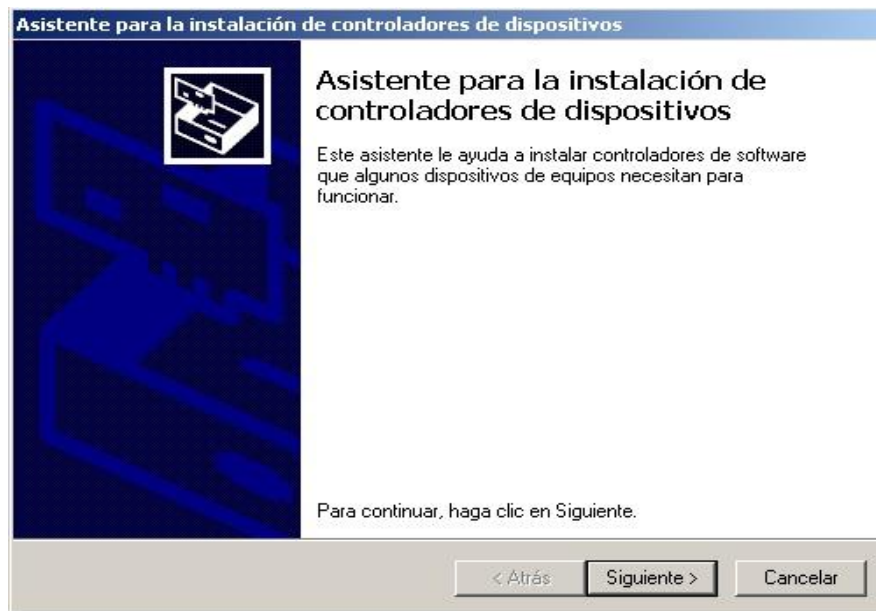 Asistente para la instalación de controladores de dispositivos
Asistente para la instalación de
controladores de dispositivos
Este asistente le ayuda a instalar controladores de software
que algunos dispositivos de equipos necesitan para
funcionar.
Para continuar, haga clic en Siguiente.
< Atrás
Siguiente >
Cancelar